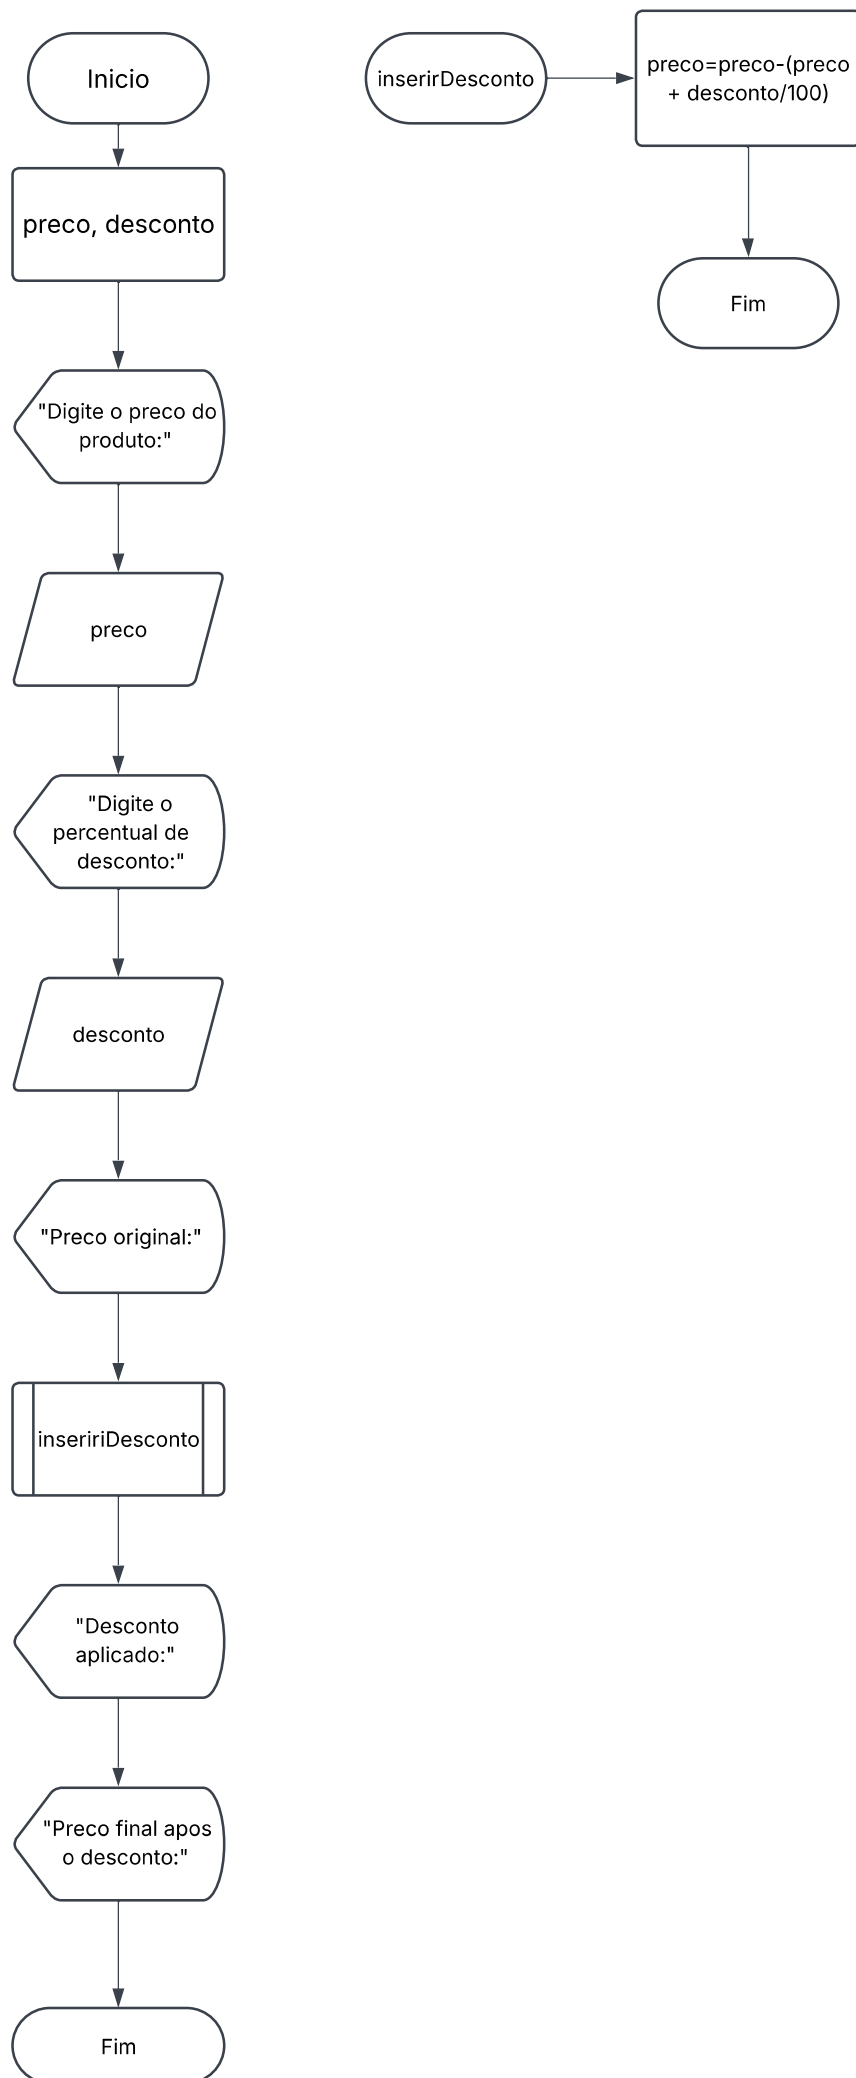 Inicio
preco, desconto
"Digite o preco do
produto:"
preco
"Digite o
percentual de
desconto:"
desconto
"Preco original:"
inseririDesconto
"Desconto
aplicado:"
"Preco final apos
o desconto:"
Fim
inserirDesconto
preco=preco-(preco
+ desconto/100)
Fim